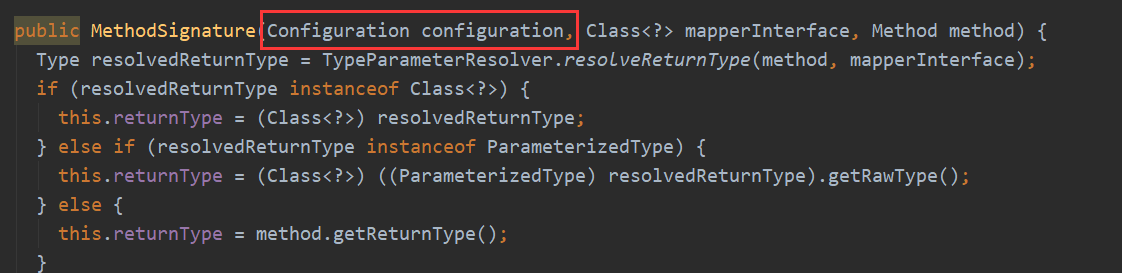 public MethodSignature(Configuration configuration, Class<?> mapperInterface, Method method) {
Type resolvedReturnType = TypeParameterResolver.resolveReturnType(method, mapperInterface);
if (resolvedReturnType instanceof Class<?>) {
this.returnType = (Class<?>) resolvedReturnType;
} else if (resolvedReturnType instanceof ParameterizedType) {
this.returnType = (Class<?>) ((ParameterizedType) resolvedReturnType).getRawType();
} else {
this.returnType = method.getReturnType();
}